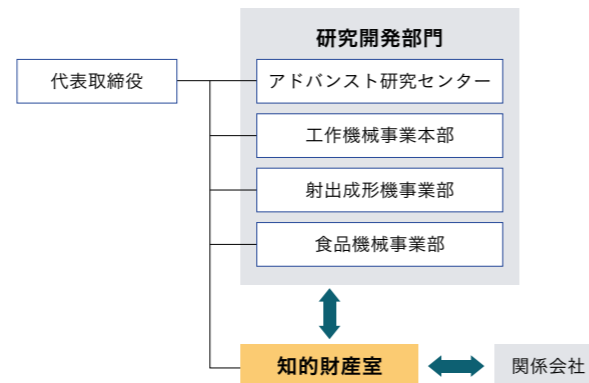 研究開発部門
代表取締役
アドバンスト研究センター
工作機械事業本部
射出成形機事業部
食品機械事業部
知的財産室
関係会社